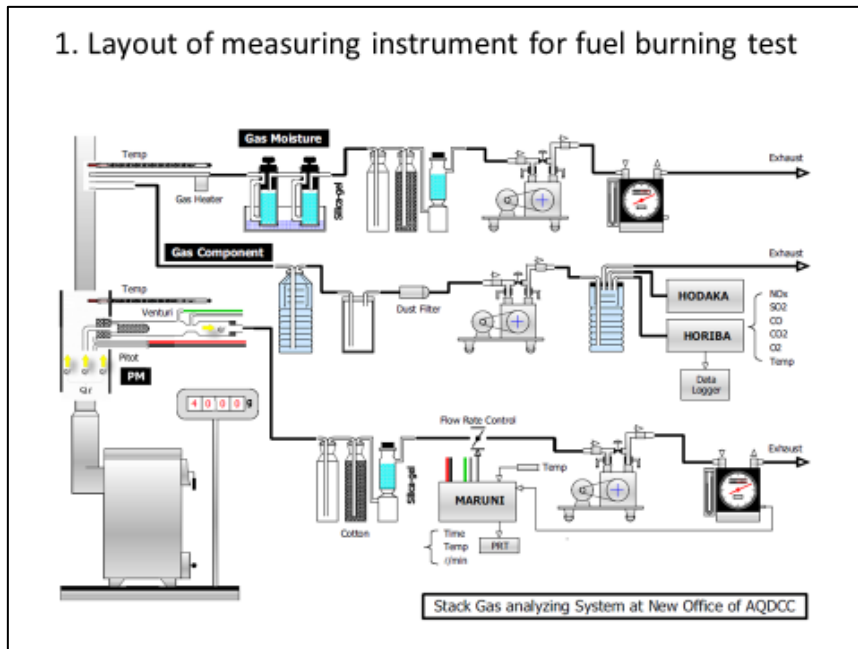 1. Layout of measuring instrument for fuel burning test
Temp
Gas Moisture
Gas Heater
Silica-gel
Exhaust
Gas Component
Temp
Venturi
Dust Filter
Exhaust
HODAKA
HORIBA
NOx
SO2
CO
CO2
O2
Temp
Data
Logger
Pitot
PM
4000g
Flow Rate Control
Silica-gel
Cotton
Temp
MARUNI
PRT
Time
Temp
Exhaust
Stack Gas analyzing System at New Office of AQDCC